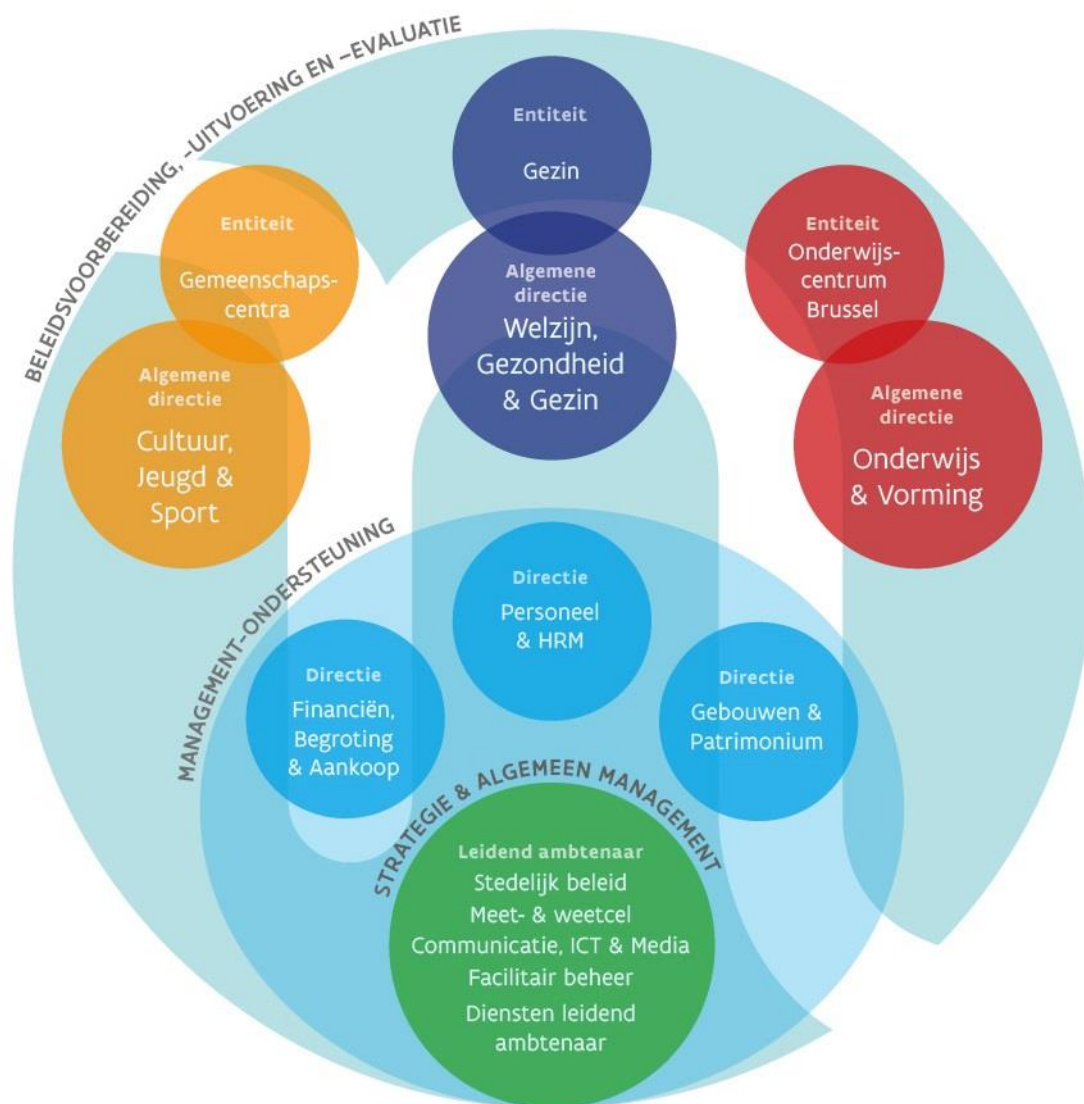 BELEIDSVOORBEREIDING, -UITVOERING EN -EVALUATIE
Entiteit
Gezin
Entiteit
Gemeenschaps-
centra
Entiteit
Onderwijs-
centrum
Brussel
Algemene
directie
Welzijn,
Gezondheid
& Gezin
Algemene
directie
Cultuur,
Jeugd &
Sport
Algemene
directie
Onderwijs
& Vorming
MANAGEMENT-ONDERSTEUNING
Directie
Personeel
& HRM
Directie
Financiën,
Begroting
& Aankoop
Directie
Gebouwen &
Patrimonium
STRATEGIE & ALGEMEEN MANAGEMENT
Leidend ambtenaar
Stedelijk beleid
Meet- & weetcel
Communicatie, ICT & Media
Facilitair beheer
Diensten leidend
ambtenaar